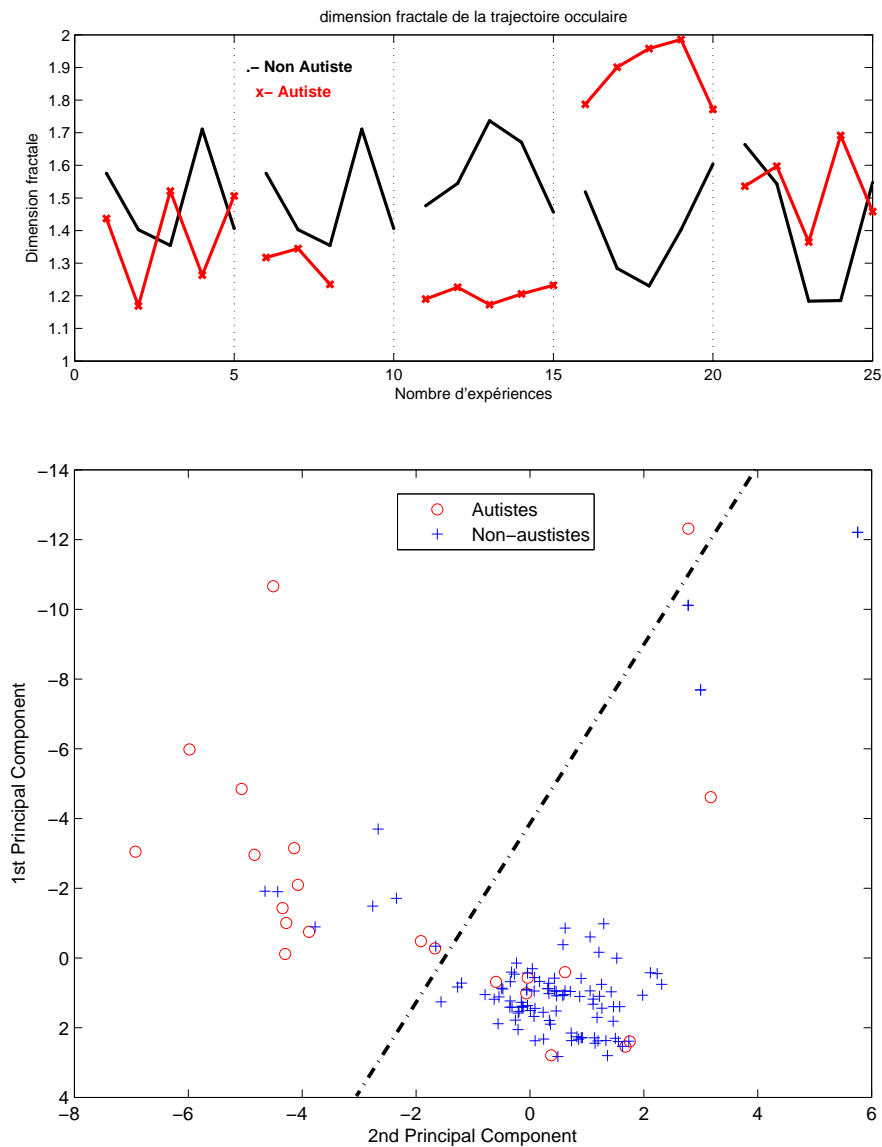 dimension fractale de la trajectoire occulaire
2
1.9
1.8
1.7
1.6
1.5
1.4
1.3
1.2
1.1
1
Dimension fractale
.− Non Autiste
x− Autiste
0 5 10 15 20 25
Nombre d'expériences
−14
−12
−10
−8
−6
−4
−2
0
2
4
1st Principal Component
Autistes
Non−austistes
−8 −6 −4 −2 0 2 4 6
2nd Principal Component